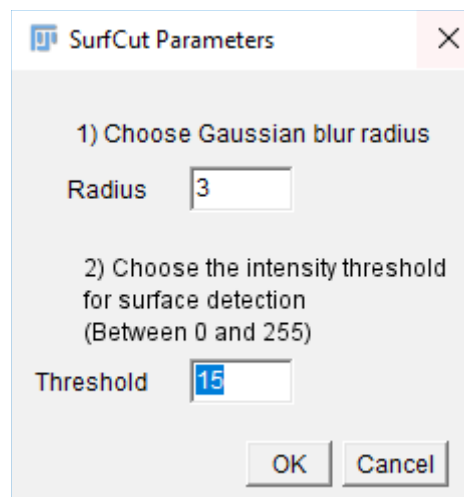 SurfCut Parameters
1) Choose Gaussian blur radius
Radius 3
2) Choose the intensity threshold
for surface detection
(Between 0 and 255)
Threshold 15
OK Cancel